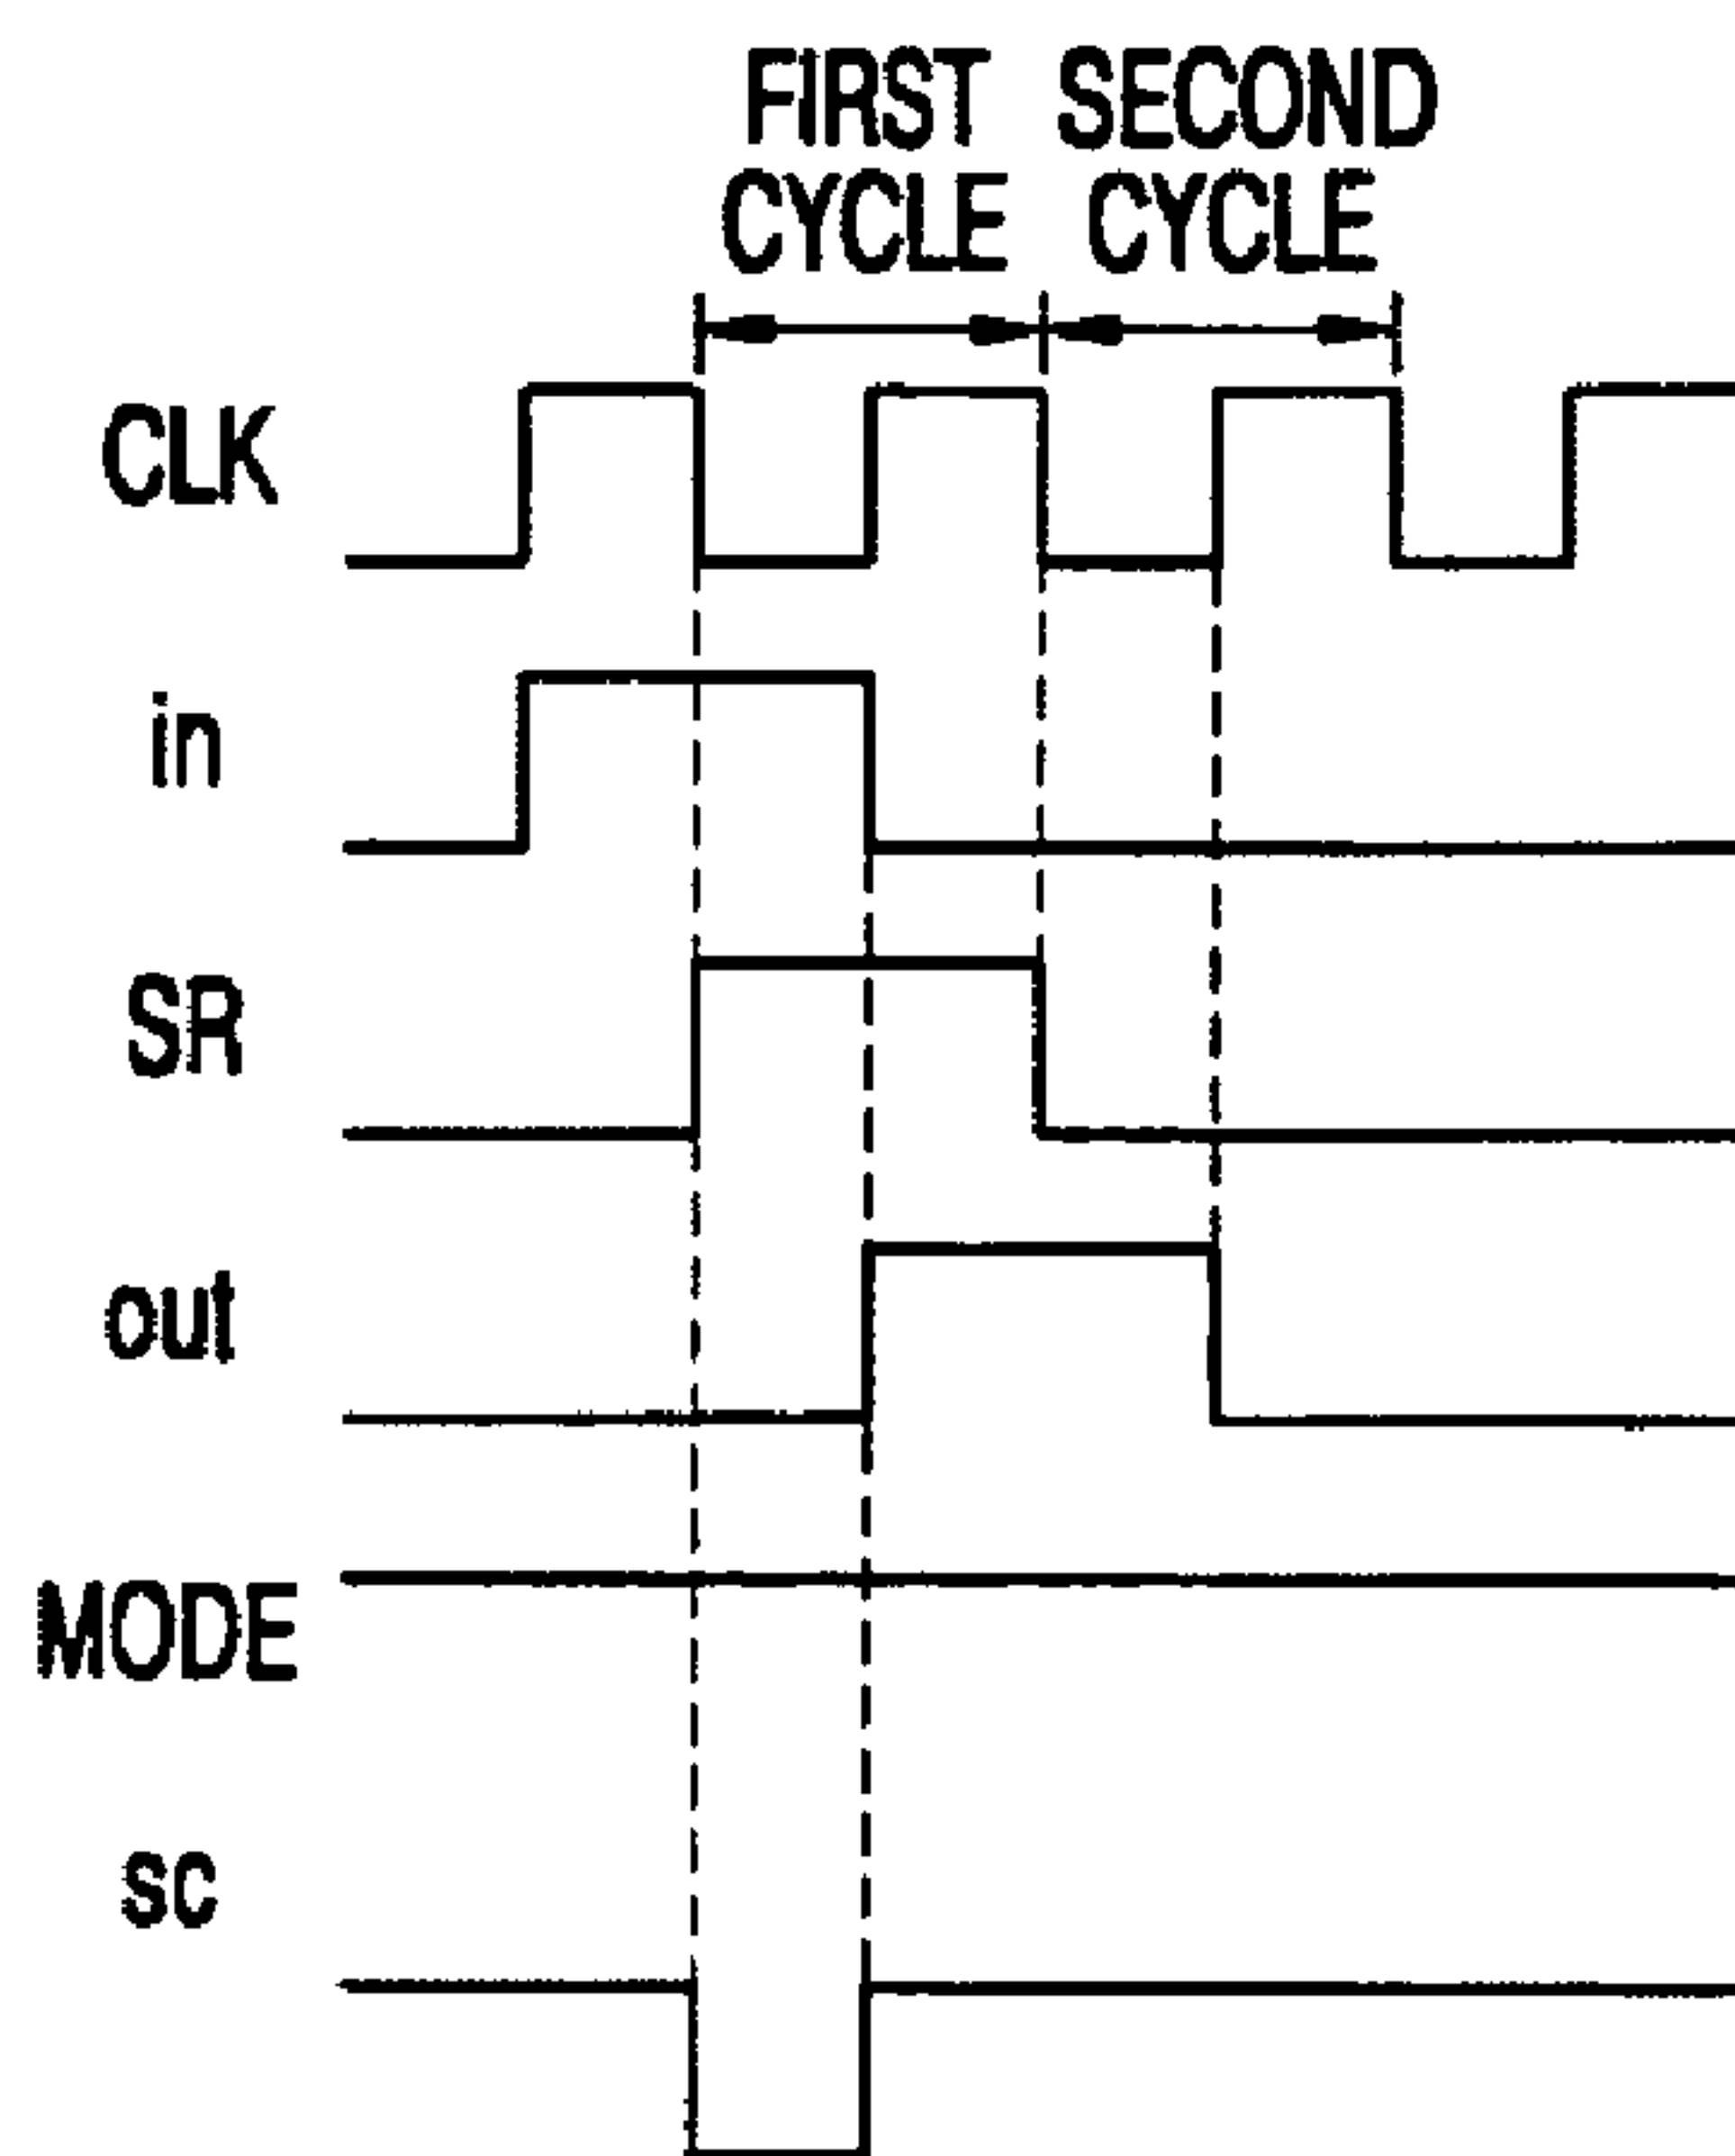 FIRST SECOND
CYCLE CYCLE
CLK
in
SR
out
MODE
sc